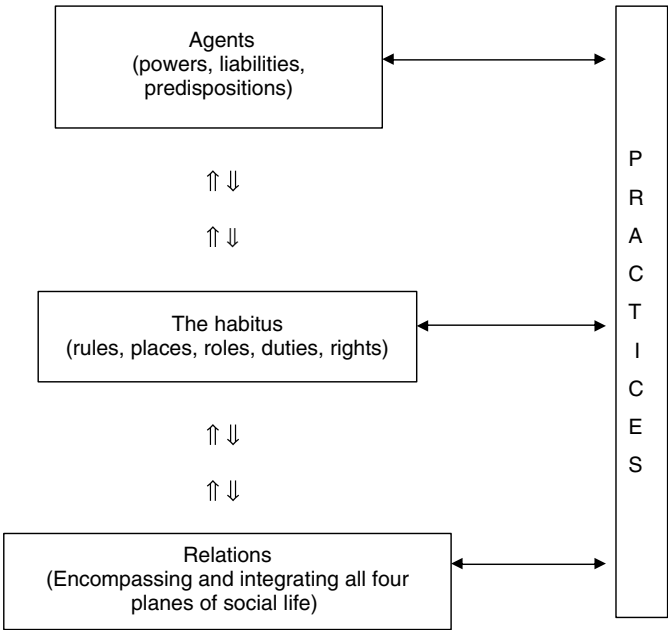 Agents
(powers, liabilities,
predispositions)
⇑⇓
⇑⇓
The habitus
(rules, places, roles, duties, rights)
⇑⇓
⇑⇓
Relations
(Encompassing and integrating all four
planes of social life)
P
R
A
C
T
I
C
E
S